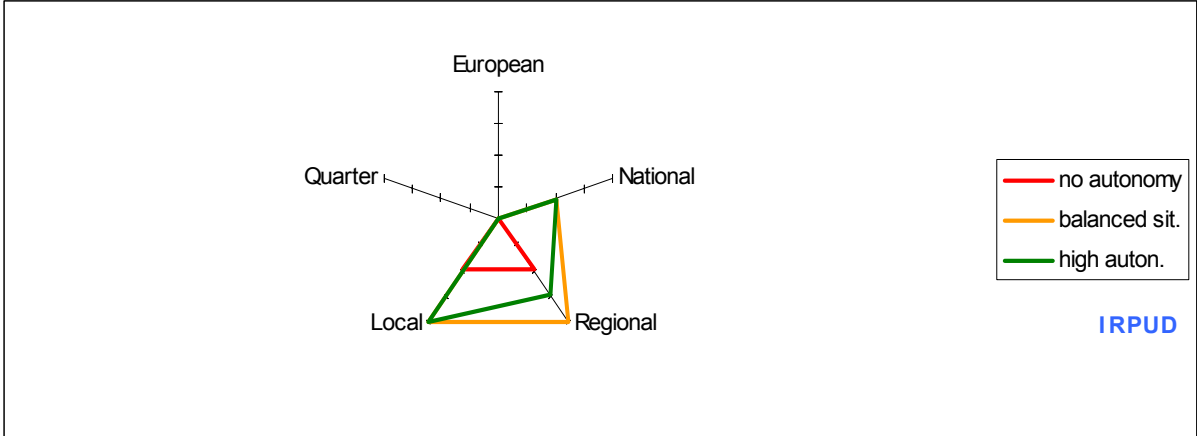 European
Quarter
National
Local
Regional
no autonomy
balanced sit.
high auton.
IRPUD